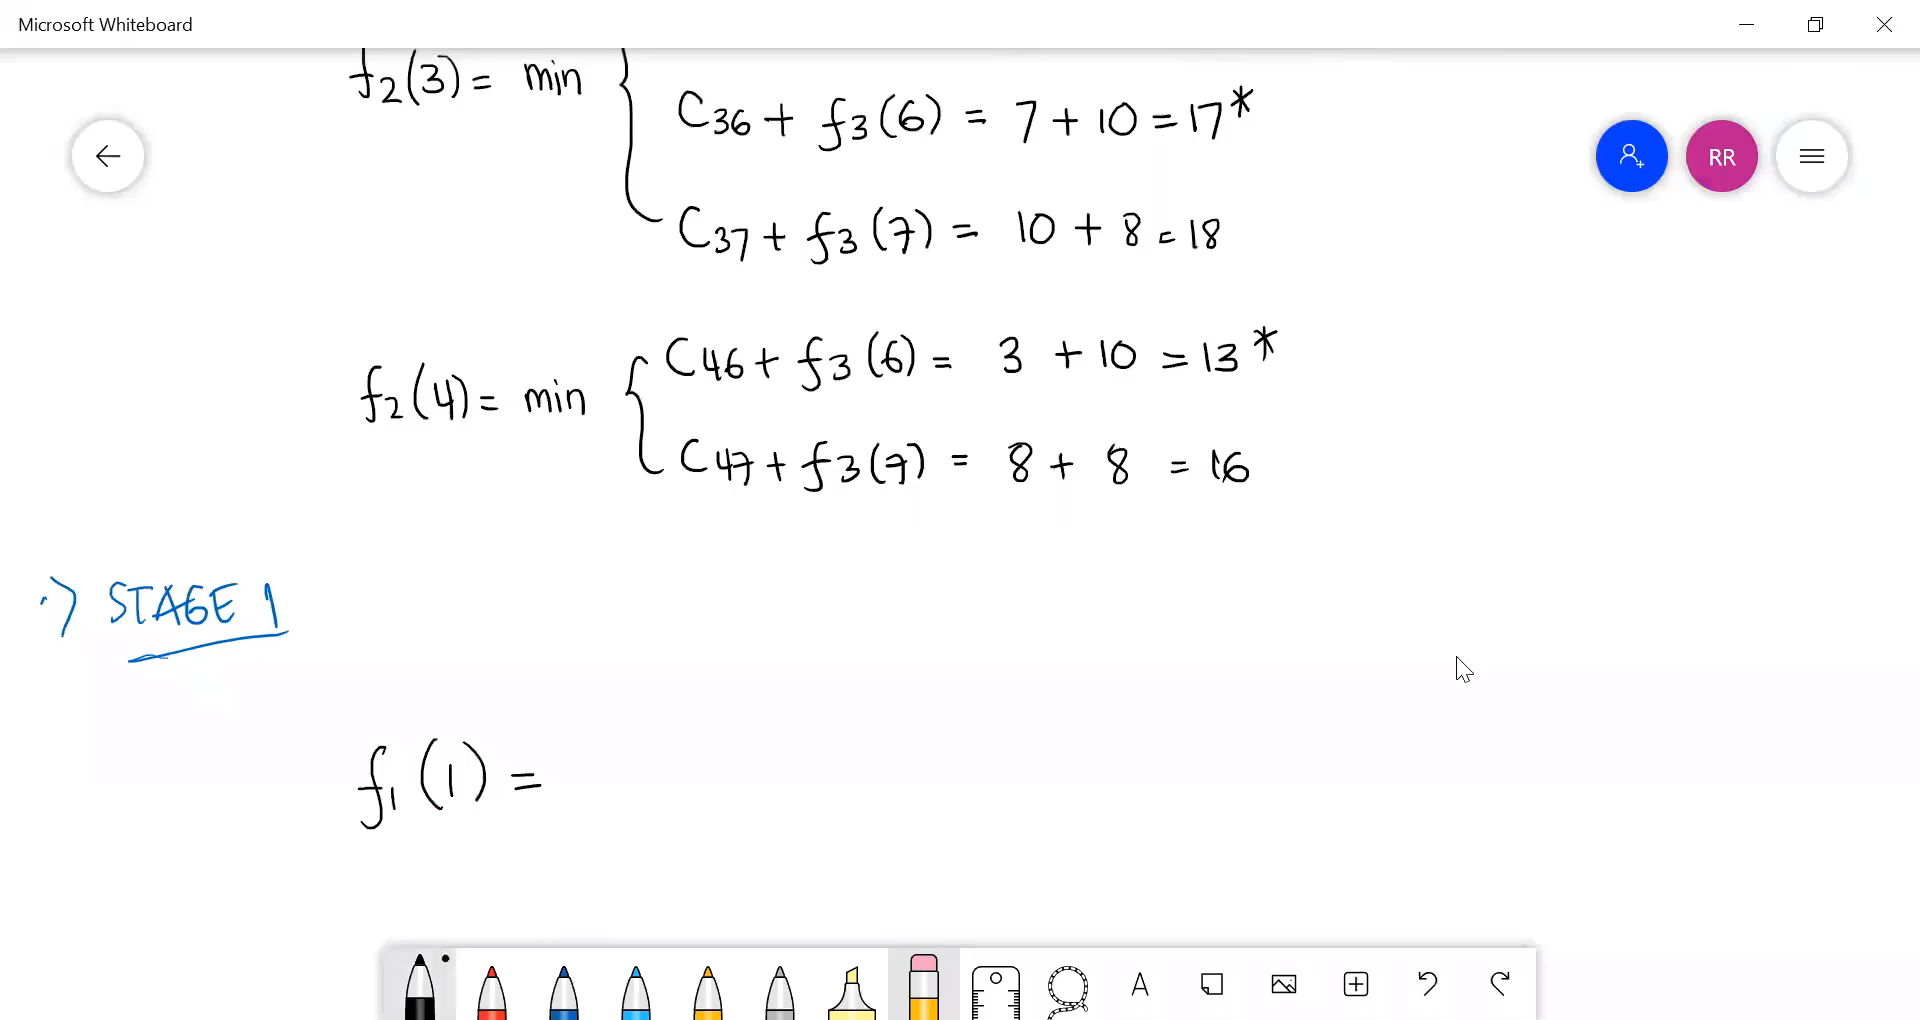 Microsoft Whiteboard
f₂(3) = min
C₃₆ + f₃(6) = 7 + 10 = 17*
RR
C₃₇ + f₃(7) = 10 + 8 = 18
C₄₆ + f₃(6) = 3 + 10 = 13*
f₂(4) = min
C₄₇ + f₃(7) = 8 + 8 = 16
·) STAGE 1
f₁(1) =
A